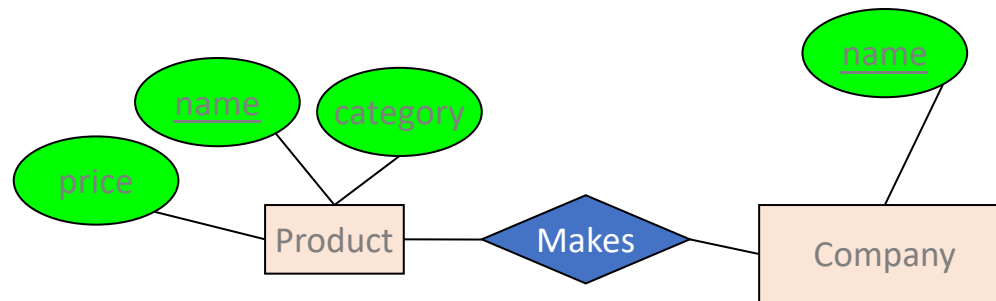 name
name
category
price
Product
Makes
Company